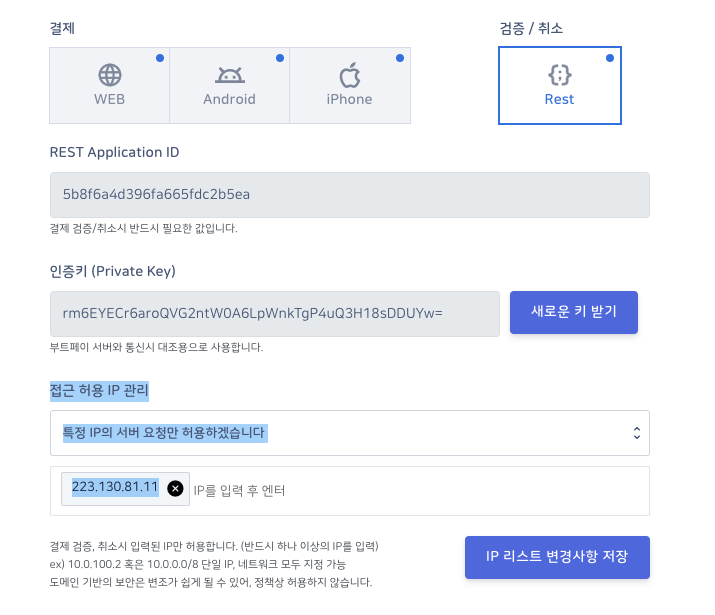 결제
검증 / 취소
WEB
Android
iPhone
Rest
REST Application ID
5b8f6a4d396fa665fdc2b5ea
결제 검증/취소시 반드시 필요한 값입니다.
인증키 (Private Key)
rm6EYECr6aroQVG2ntW0A6LpWnkTgP4uQ3H18sDDUYw=
새로운 키 받기
부트페이 서버와 통신시 대조용으로 사용합니다.
접근 허용 IP 관리
특정 IP의 서버 요청만 허용하겠습니다
223.130.81.11
IP를 입력 후 엔터
결제 검증, 취소시 입력된 IP만 허용합니다. (반드시 하나 이상의 IP를 입력)
ex) 10.0.100.2 혹은 10.0.0.0/8 단일 IP, 네트워크 모두 지정 가능
도메인 기반의 보안은 변조가 쉽게 될 수 있어, 정책상 허용하지 않습니다.
IP 리스트 변경사항 저장